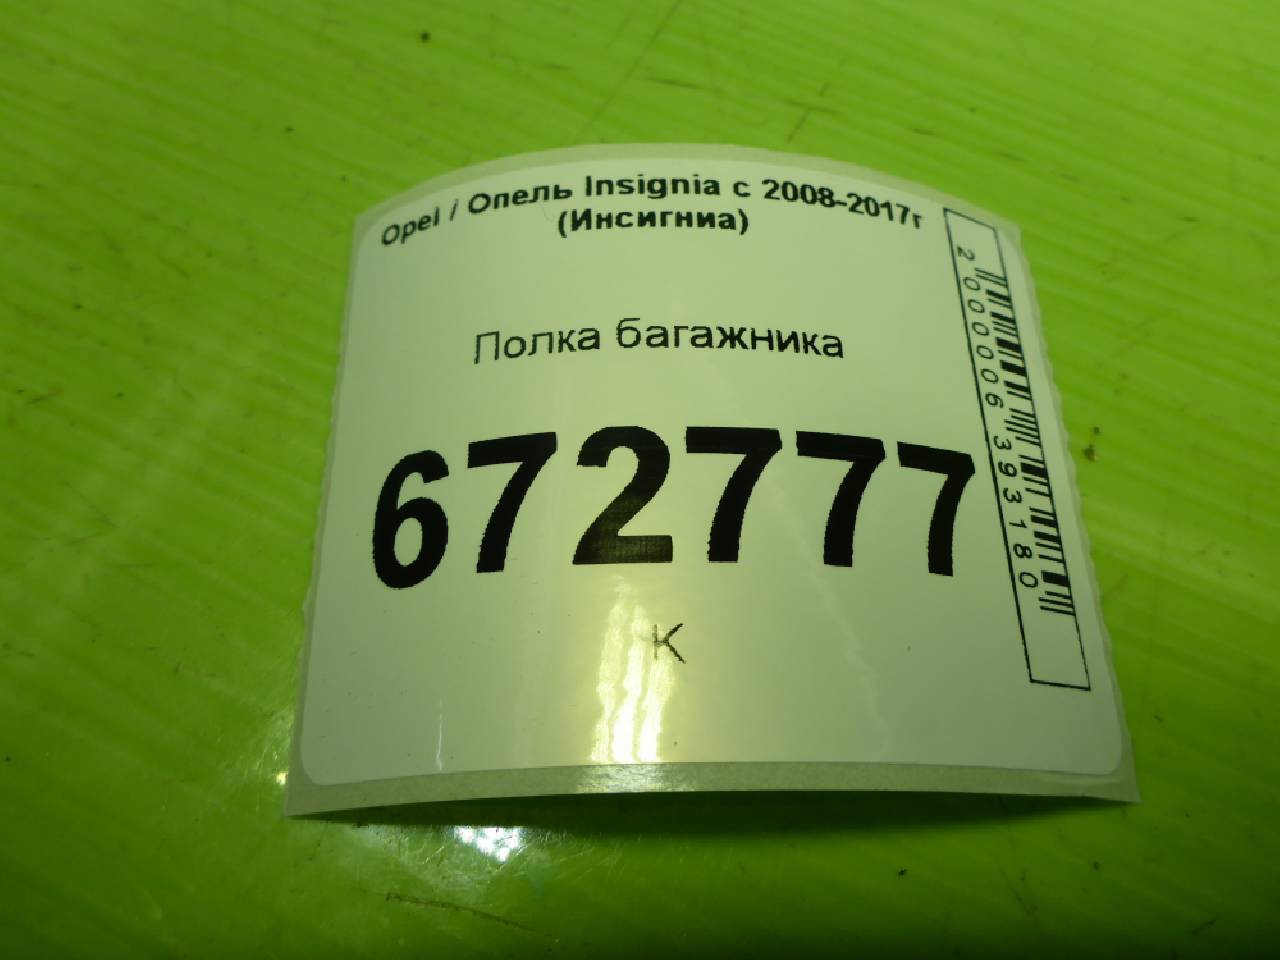 Opel / Опель Insignia с 2008-2017г
(Инсигниа)
Полка багажника
672777
К
2000006393180